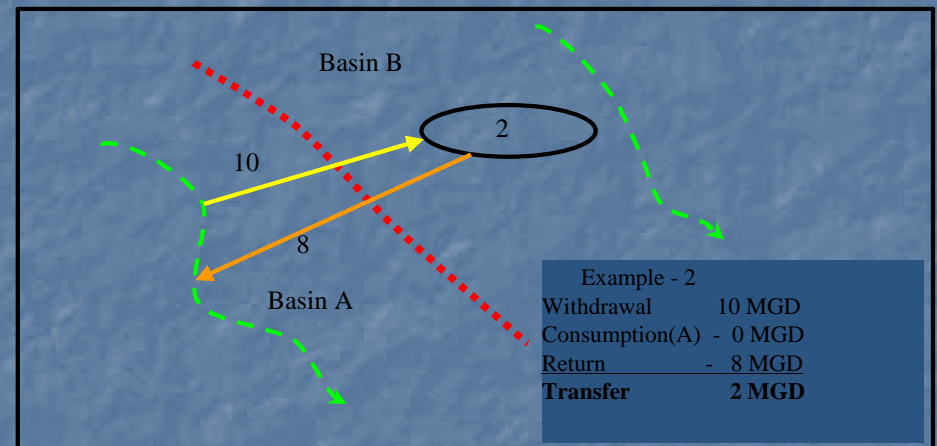 Basin B
2
10
8
Basin A
Example - 2
Withdrawal 10 MGD
Consumption(A) - 0 MGD
Return - 8 MGD
Transfer 2 MGD